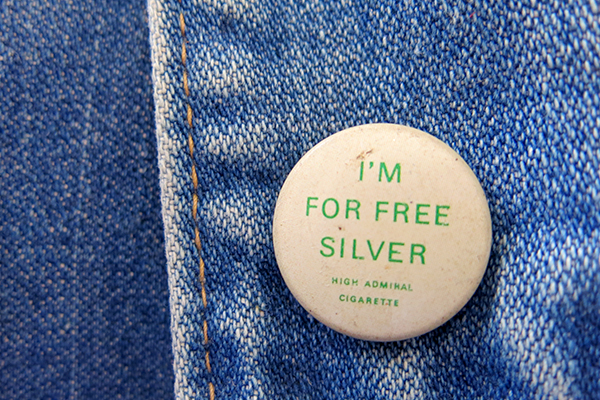 I'M
FOR FREE
SILVER
HIGH ADMIRAL
CIGARETTE